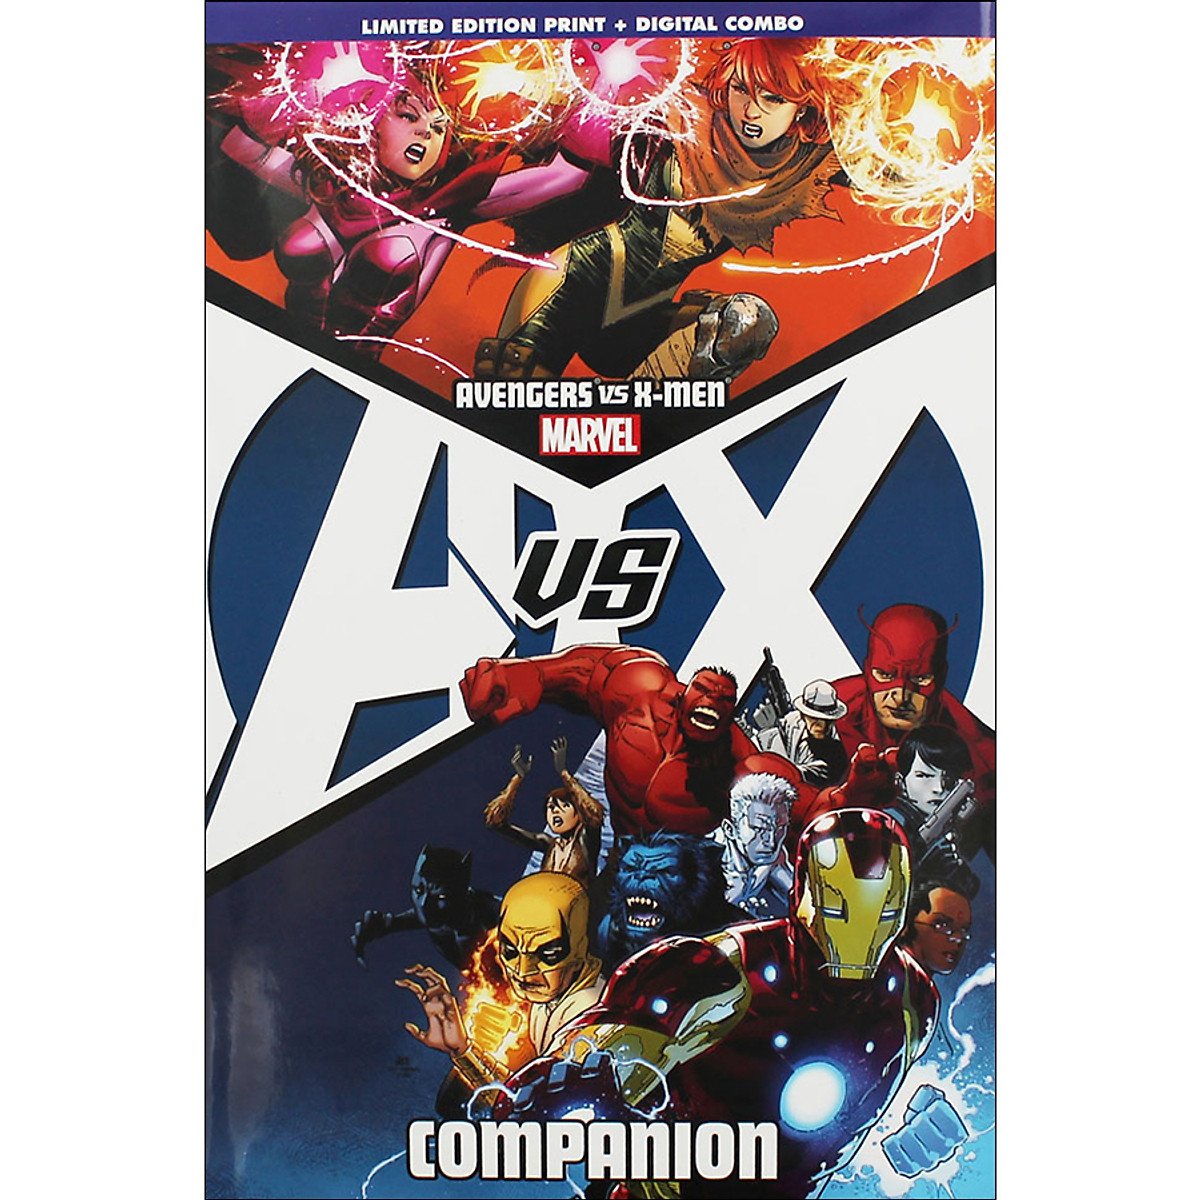 LIMITED EDITION PRINT + DIGITAL COMBO
AVENGERS VS X-MEN
MARVEL
A VS X
COMPANION